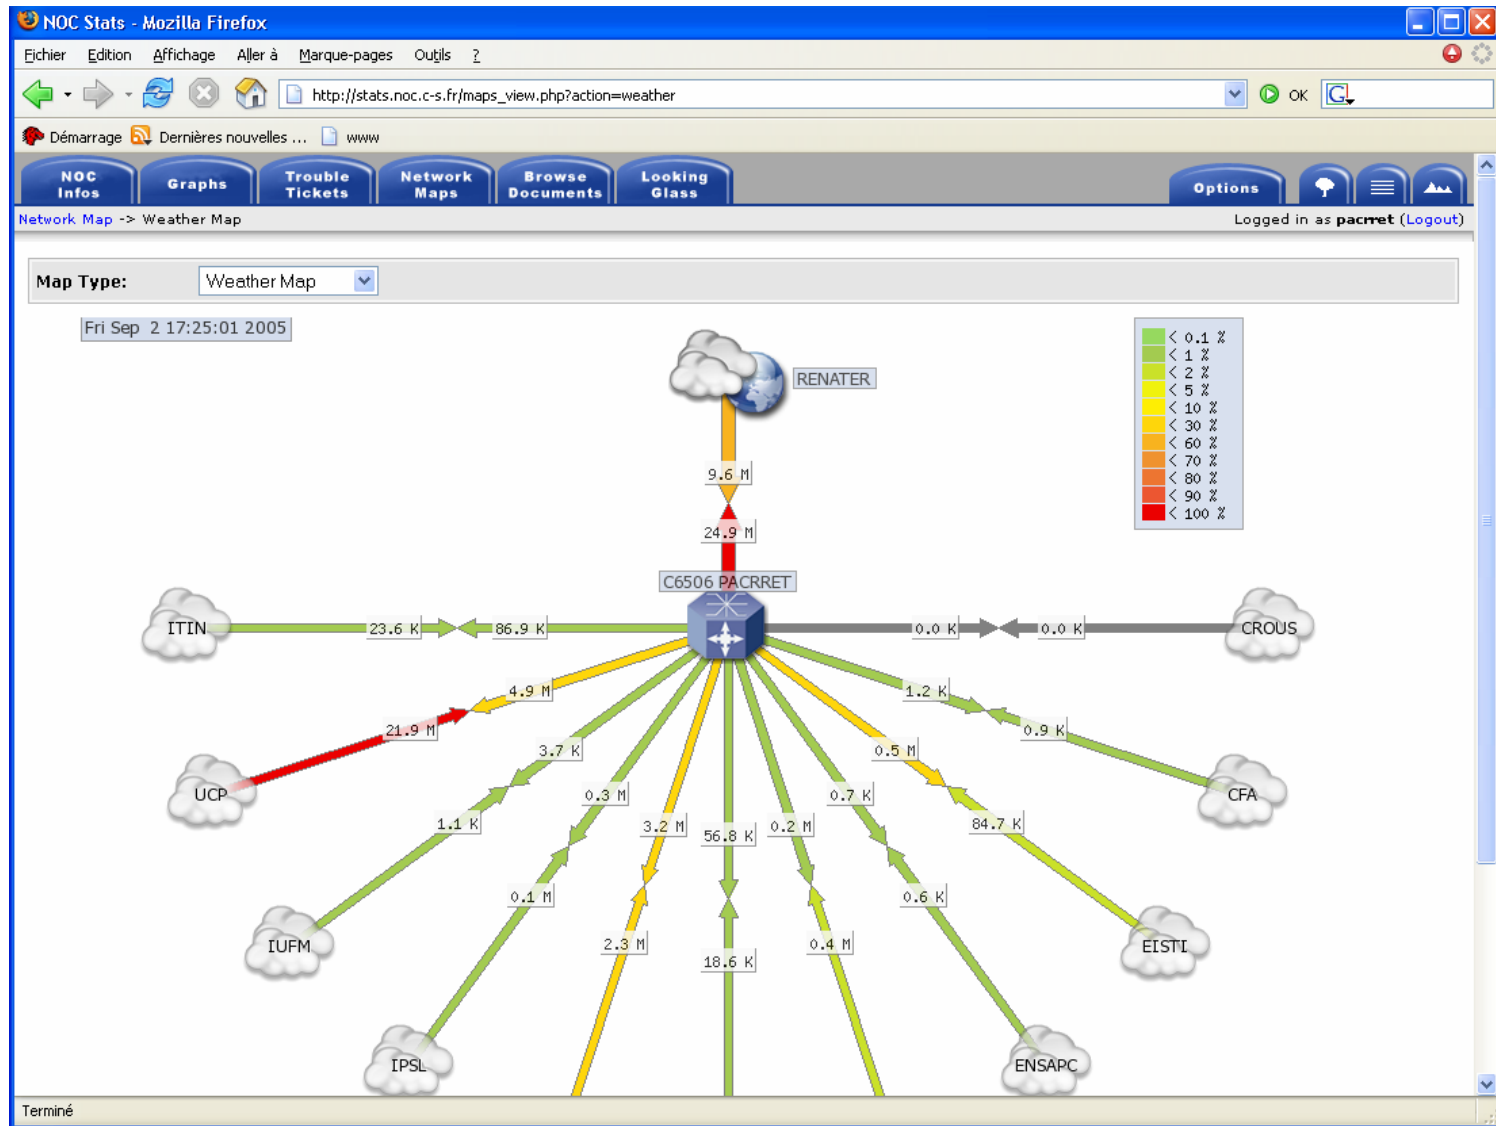 NOC Stats - Mozilla Firefox
Fichier Edition Affichage Aller à Marque-pages Outils ?
http://stats.noc.c-s.fr/maps_view.php?action=weather
OK
G
Démarrage Dernières nouvelles ... www
NOC Infos
Graphs
Trouble Tickets
Network Maps
Browse Documents
Looking Glass
Options
Network Map -> Weather Map
Logged in as pacrret (Logout)
Map Type: Weather Map
Fri Sep 2 17:25:01 2005
< 0.1 %
< 1 %
< 2 %
< 5 %
< 10 %
< 30 %
< 60 %
< 70 %
< 80 %
< 90 %
< 100 %
RENATER
9.6 M
24.9 M
C6506 PACRRET
ITIN
23.6 K
86.9 K
0.0 K
0.0 K
CROUS
4.9 M
1.2 K
21.9 M
0.9 K
3.7 K
0.5 M
UCP
0.3 M
0.7 K
CFA
1.1 K
3.2 M
56.8 K
0.2 M
84.7 K
0.1 M
0.6 K
IUFM
2.3 M
18.6 K
0.4 M
EISTI
IPSL
ENSAPC
Terminé